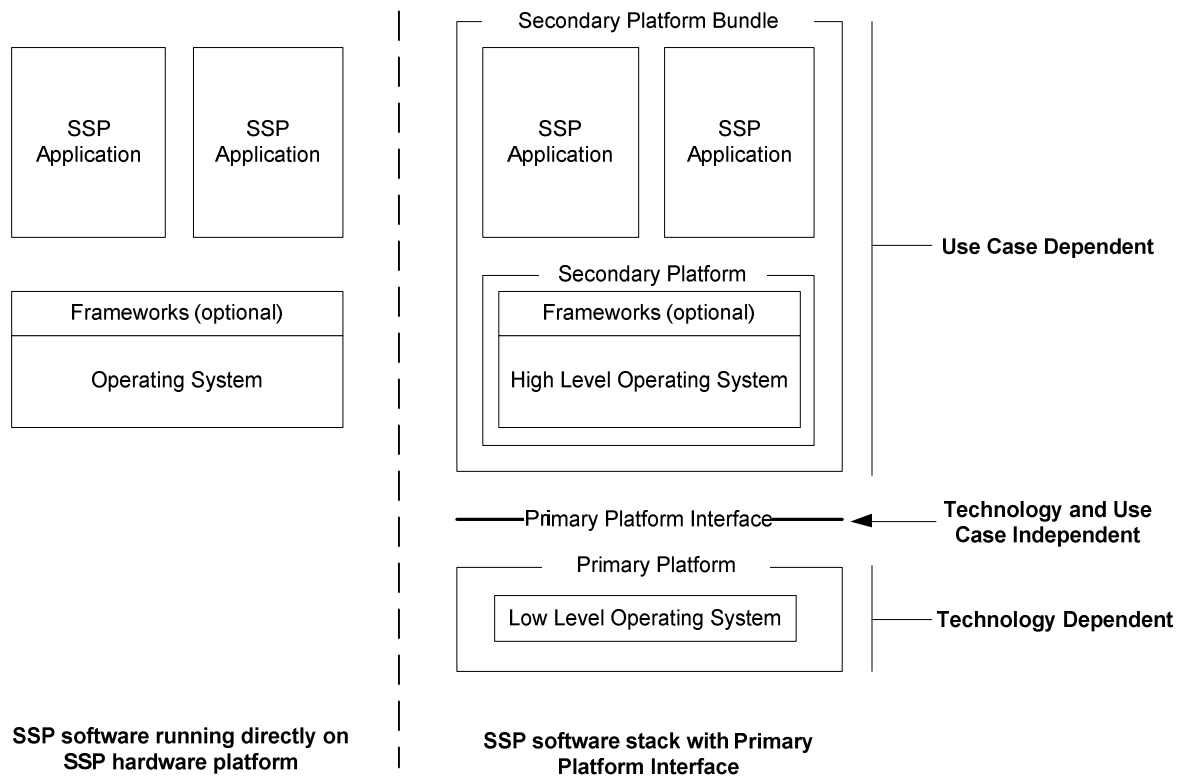 Secondary Platform Bundle
SSP
Application
SSP
Application
SSP
Application
SSP
Application
Use Case Dependent
Secondary Platform
Frameworks (optional)
Operating System
Frameworks (optional)
High Level Operating System
Primary Platform Interface
Technology and Use
Case Independent
Primary Platform
Low Level Operating System
Technology Dependent
SSP software running directly on
SSP hardware platform
SSP software stack with Primary
Platform Interface